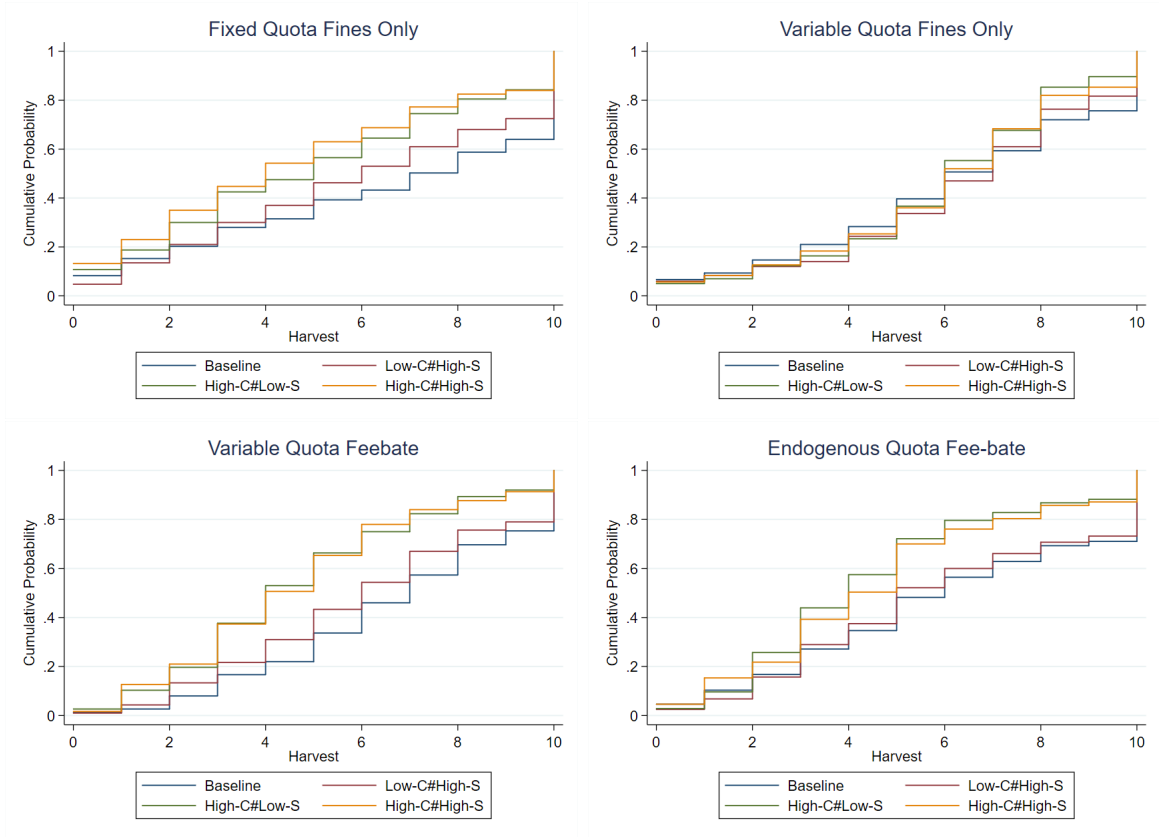 Fixed Quota Fines Only
Cumulative Probability
1
.8
.6
.4
.2
0
0 2 4 6 8 10
Harvest
Baseline Low-C#High-S
High-C#Low-S High-C#High-S
Variable Quota Fines Only
Cumulative Probability
1
.8
.6
.4
.2
0
0 2 4 6 8 10
Harvest
Baseline Low-C#High-S
High-C#Low-S High-C#High-S
Variable Quota Feebate
Cumulative Probability
1
.8
.6
.4
.2
0
0 2 4 6 8 10
Harvest
Baseline Low-C#High-S
High-C#Low-S High-C#High-S
Endogenous Quota Fee-bate
Cumulative Probability
1
.8
.6
.4
.2
0
0 2 4 6 8 10
Harvest
Baseline Low-C#High-S
High-C#Low-S High-C#High-S